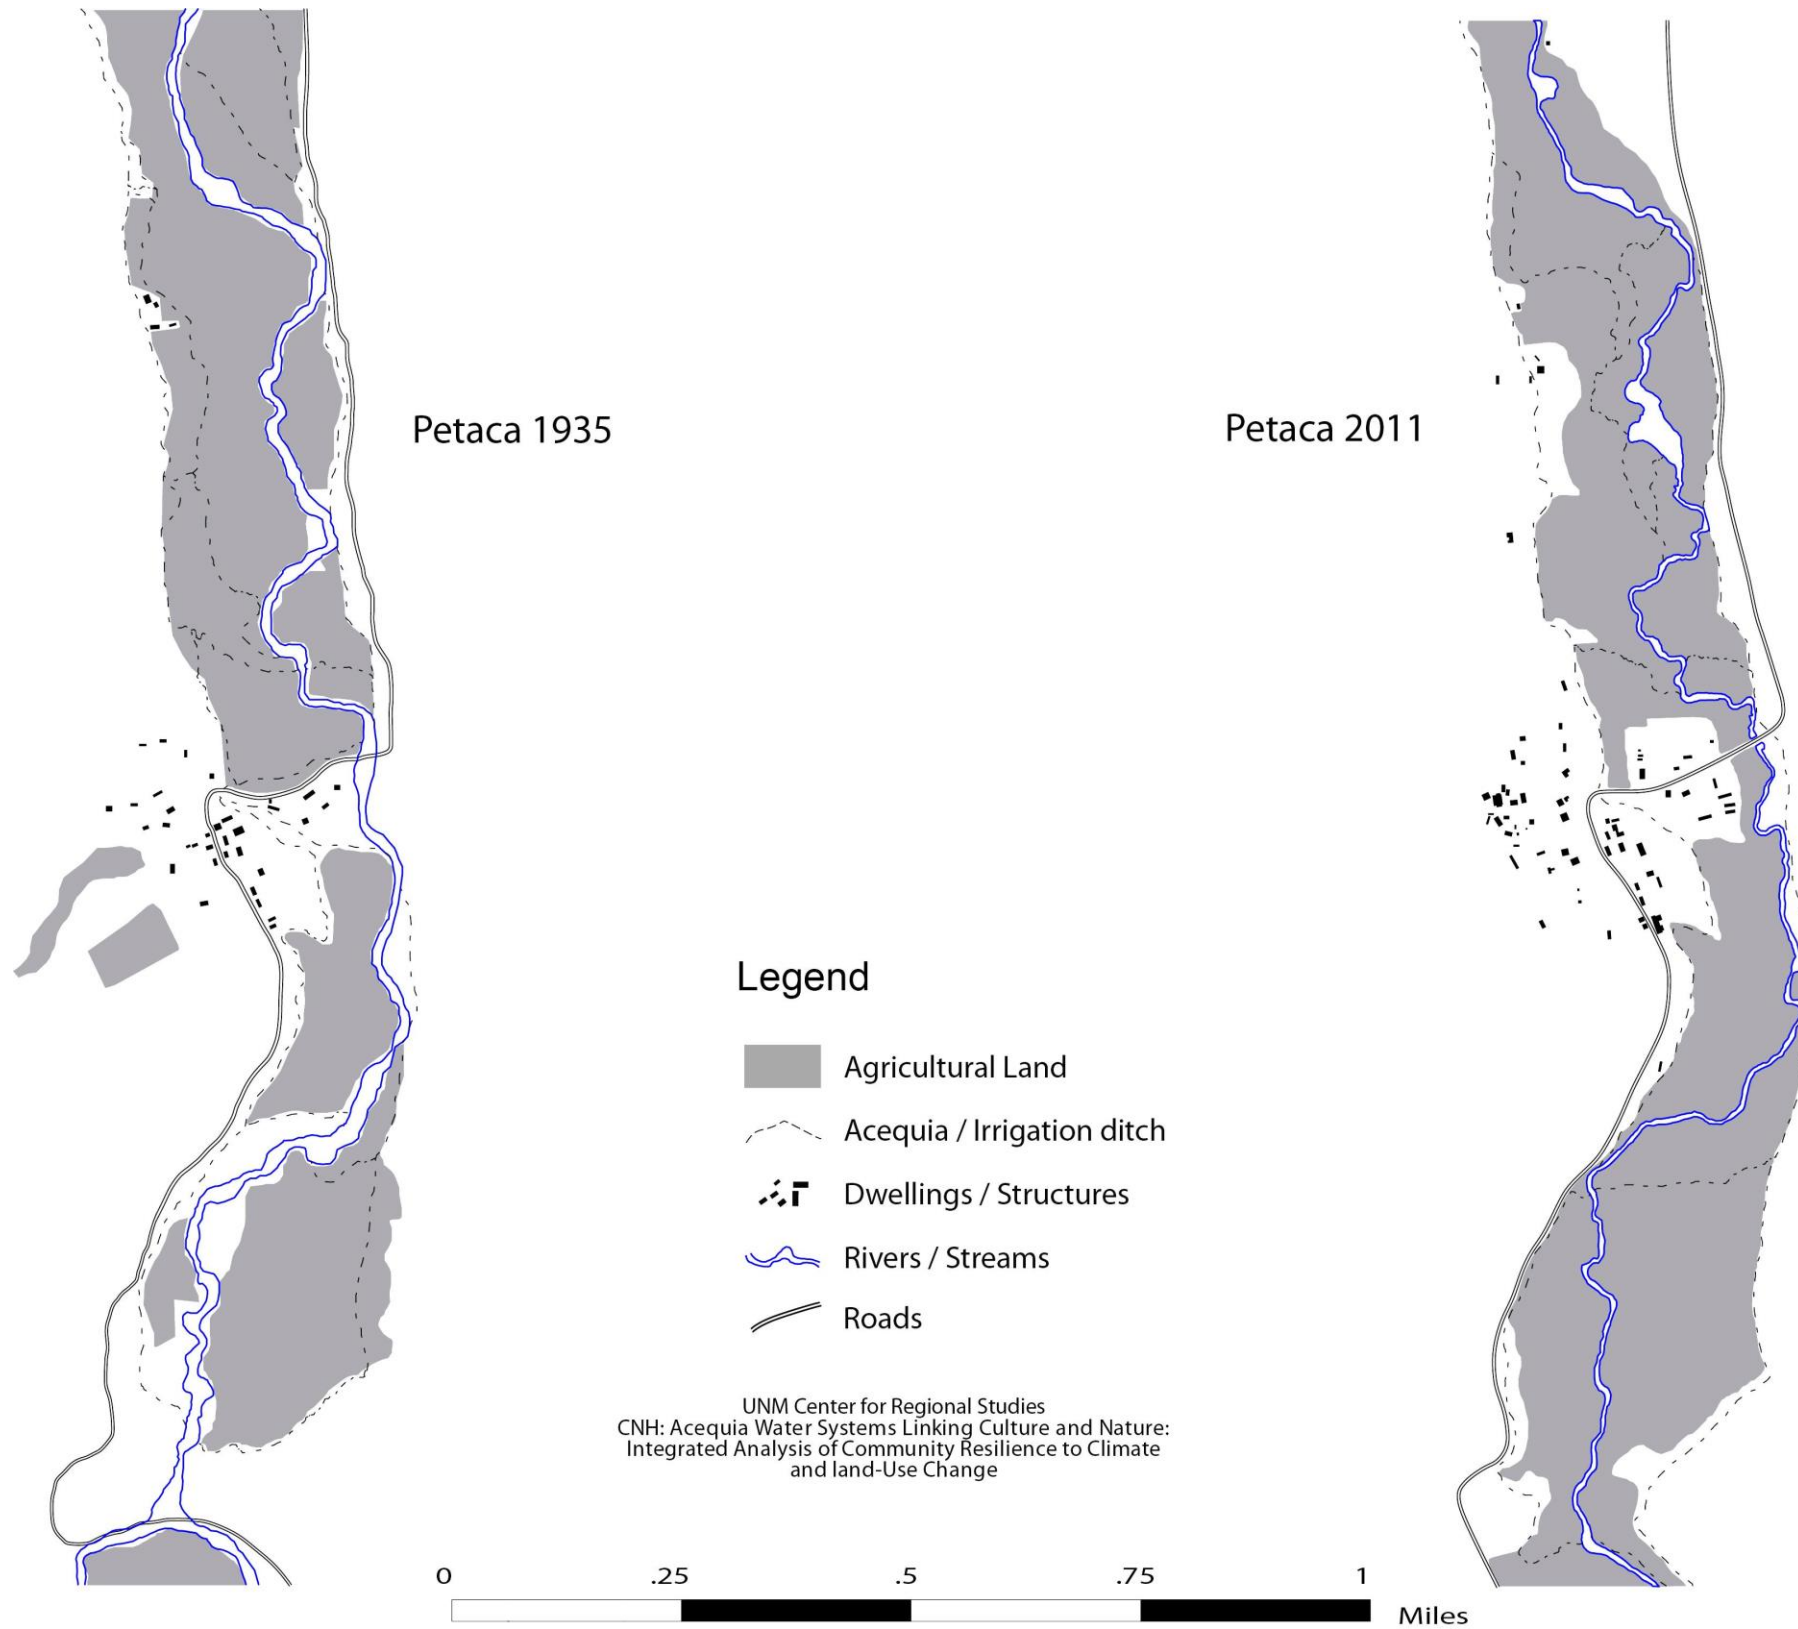 Petaca 1935
Petaca 2011
Legend
Agricultural Land
Acequia / Irrigation ditch
Dwellings / Structures
Rivers / Streams
Roads
UNM Center for Regional Studies
CNH: Acequia Water Systems Linking Culture and Nature:
Integrated Analysis of Community Resilience to Climate
and land-Use Change
0 .25 .5 .75 1
Miles